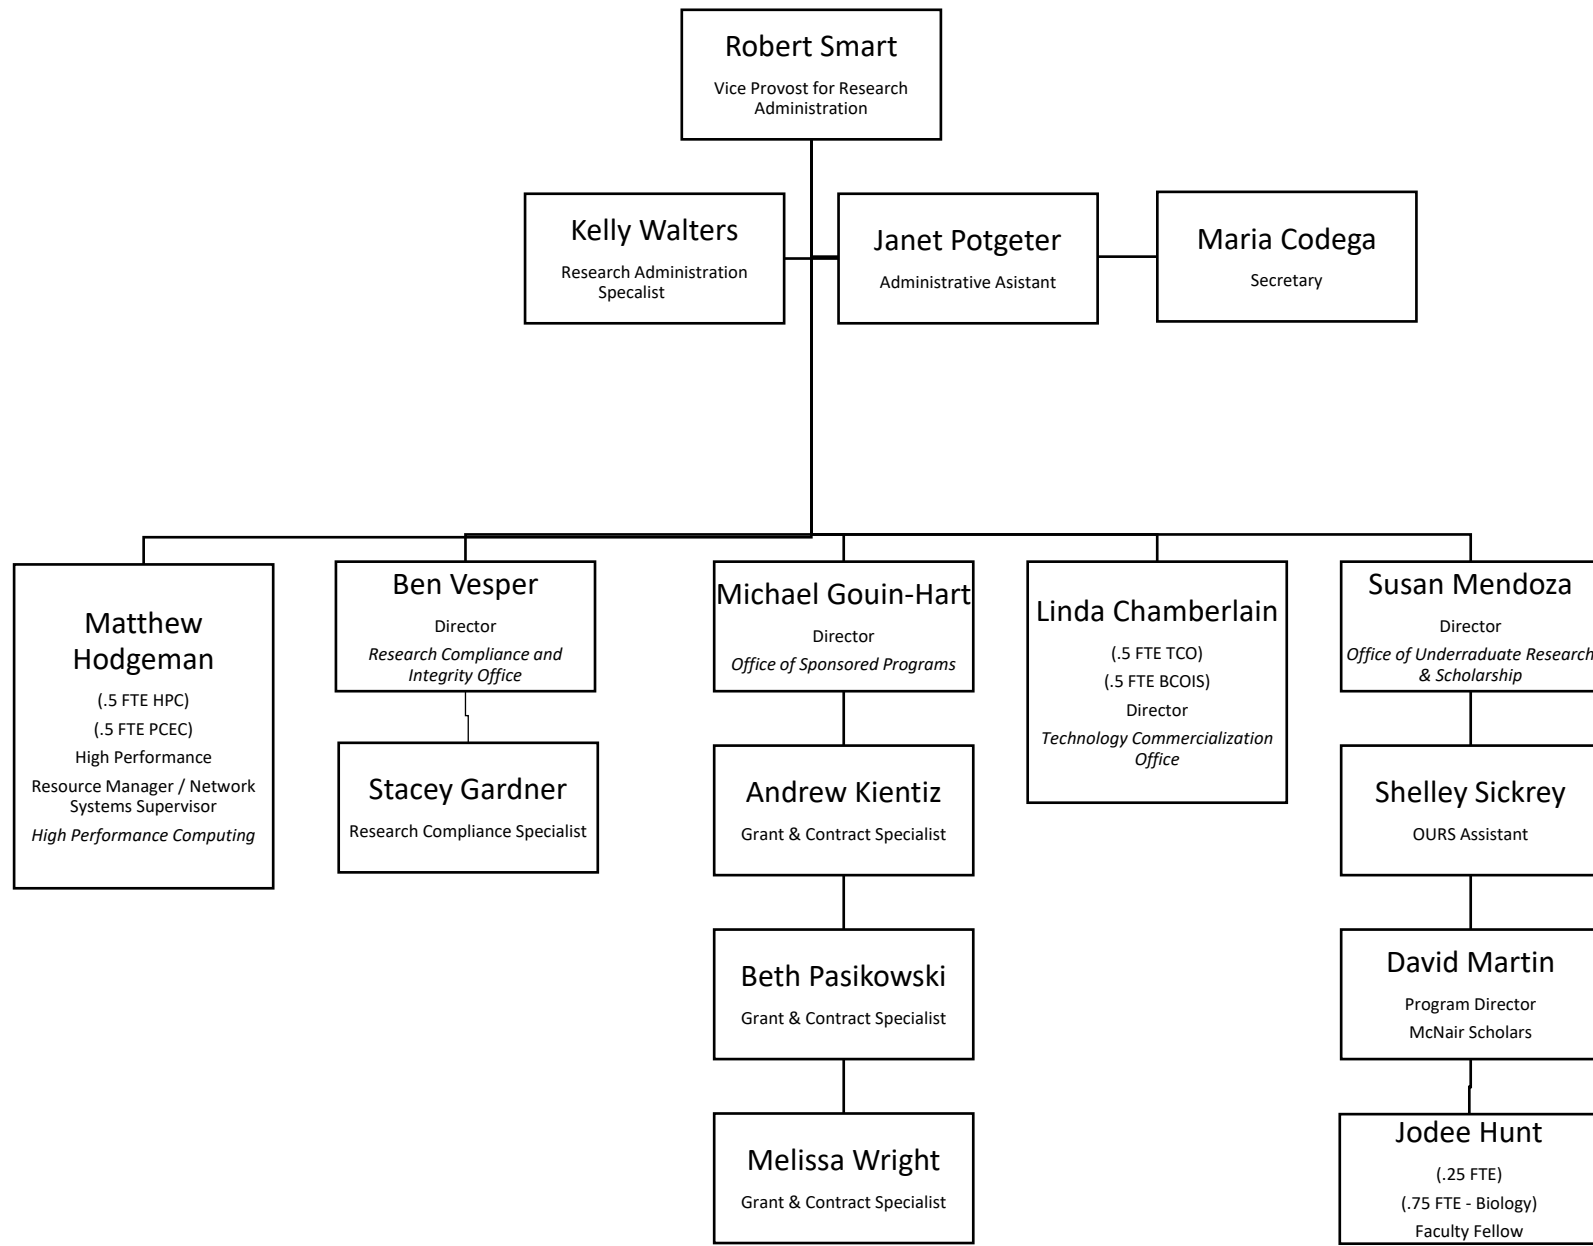 Robert Smart
Vice Provost for Research
Administration
Kelly Walters
Research Administration
Specalist
Janet Potgeter
Administrative Asistant
Maria Codega
Secretary
Matthew
Hodgeman
(.5 FTE HPC)
(.5 FTE PCEC)
High Performance
Resource Manager / Network
Systems Supervisor
High Performance Computing
Ben Vesper
Director
Research Compliance and
Integrity Office
Stacey Gardner
Research Compliance Specialist
Michael Gouin-Hart
Director
Office of Sponsored Programs
Andrew Kientiz
Grant & Contract Specialist
Beth Pasikowski
Grant & Contract Specialist
Melissa Wright
Grant & Contract Specialist
Linda Chamberlain
(.5 FTE TCO)
(.5 FTE BCOIS)
Director
Technology Commercialization
Office
Susan Mendoza
Director
Office of Underraduate Research
& Scholarship
Shelley Sickrey
OURS Assistant
David Martin
Program Director
McNair Scholars
Jodee Hunt
(.25 FTE)
(.75 FTE - Biology)
Faculty Fellow